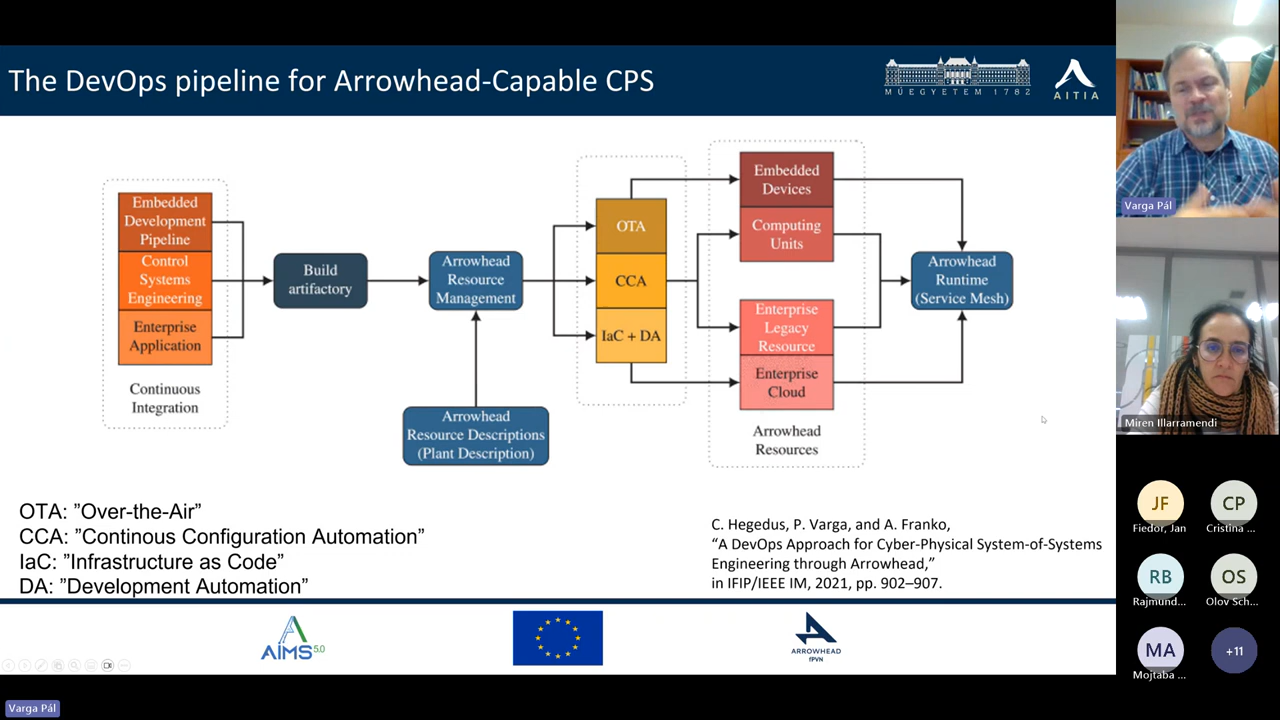 The DevOps pipeline for Arrowhead-Capable CPS
MŰEGYETEM 1782
AITIA
Embedded
Development
Pipeline
Control
Systems
Engineering
Enterprise
Application
Continuous
Integration
Build
artifactory
Arrowhead
Resource
Management
Arrowhead
Resource Descriptions
(Plant Description)
OTA
CCA
IaC + DA
Embedded
Devices
Computing
Units
Enterprise
Legacy
Resource
Enterprise
Cloud
Arrowhead
Resources
Arrowhead
Runtime
(Service Mesh)
OTA: ”Over-the-Air”
CCA: ”Continous Configuration Automation”
IaC: ”Infrastructure as Code”
DA: ”Development Automation”
C. Hegedus, P. Varga, and A. Franko,
“A DevOps Approach for Cyber-Physical System-of-Systems
Engineering through Arrowhead,”
in IFIP/IEEE IM, 2021, pp. 902–907.
AIMS 5.0
ARROWHEAD
fPVN
Varga Pál
Miren Illarramendi
JF
Fiedor, Jan
CP
Cristina ...
RB
Rajmund...
OS
Olov Sch...
MA
Mojtaba ...
+11
Varga Pál